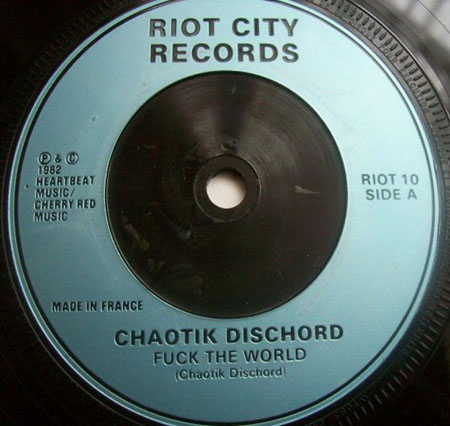 RIOT CITY
RECORDS
Ⓟ & ©
1982
HEARTBEAT
MUSIC/
CHERRY RED
MUSIC
RIOT 10
SIDE A
MADE IN FRANCE
CHAOTIK DISCHORD
FUCK THE WORLD
(Chaotik Dischord)